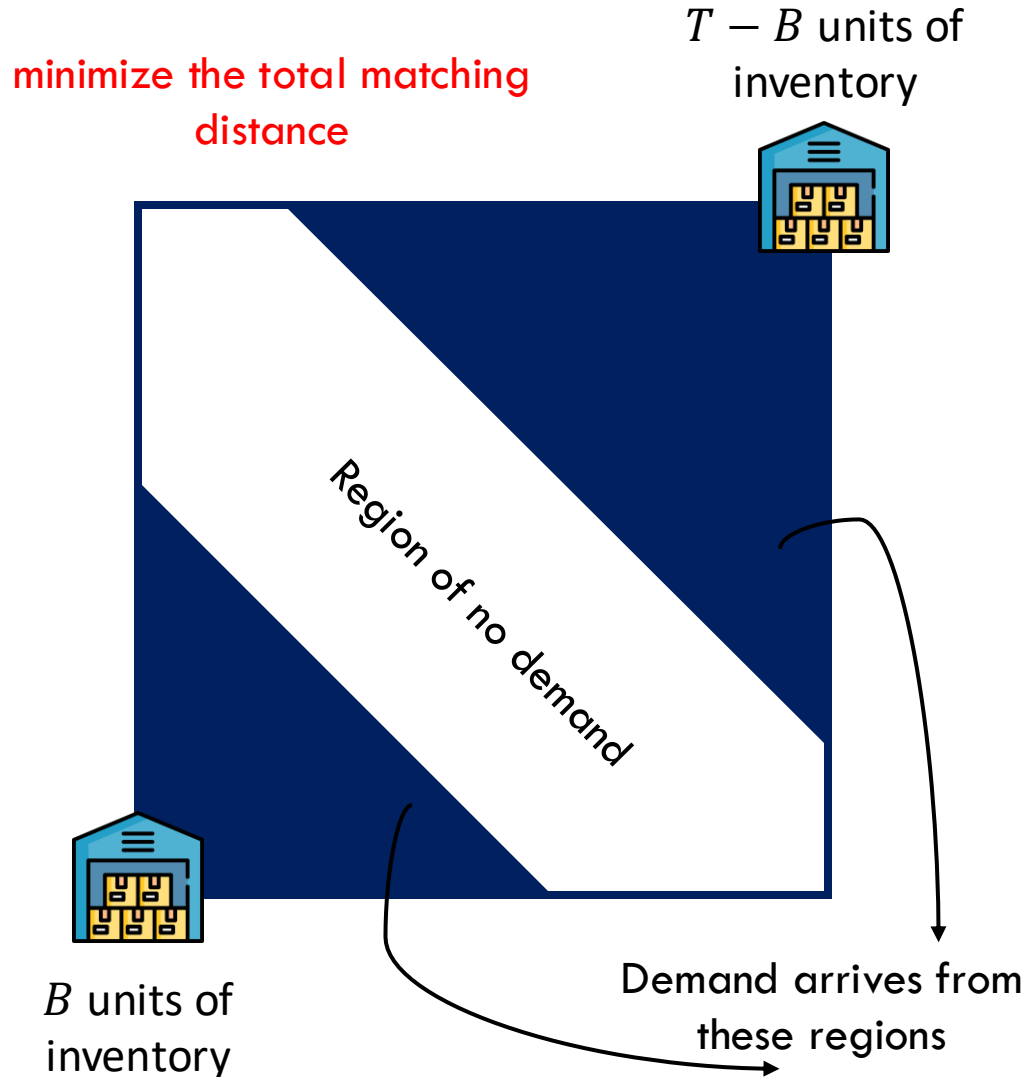 T − B units of
inventory
minimize the total matching
distance
Region of no demand
B units of
inventory
Demand arrives from
these regions